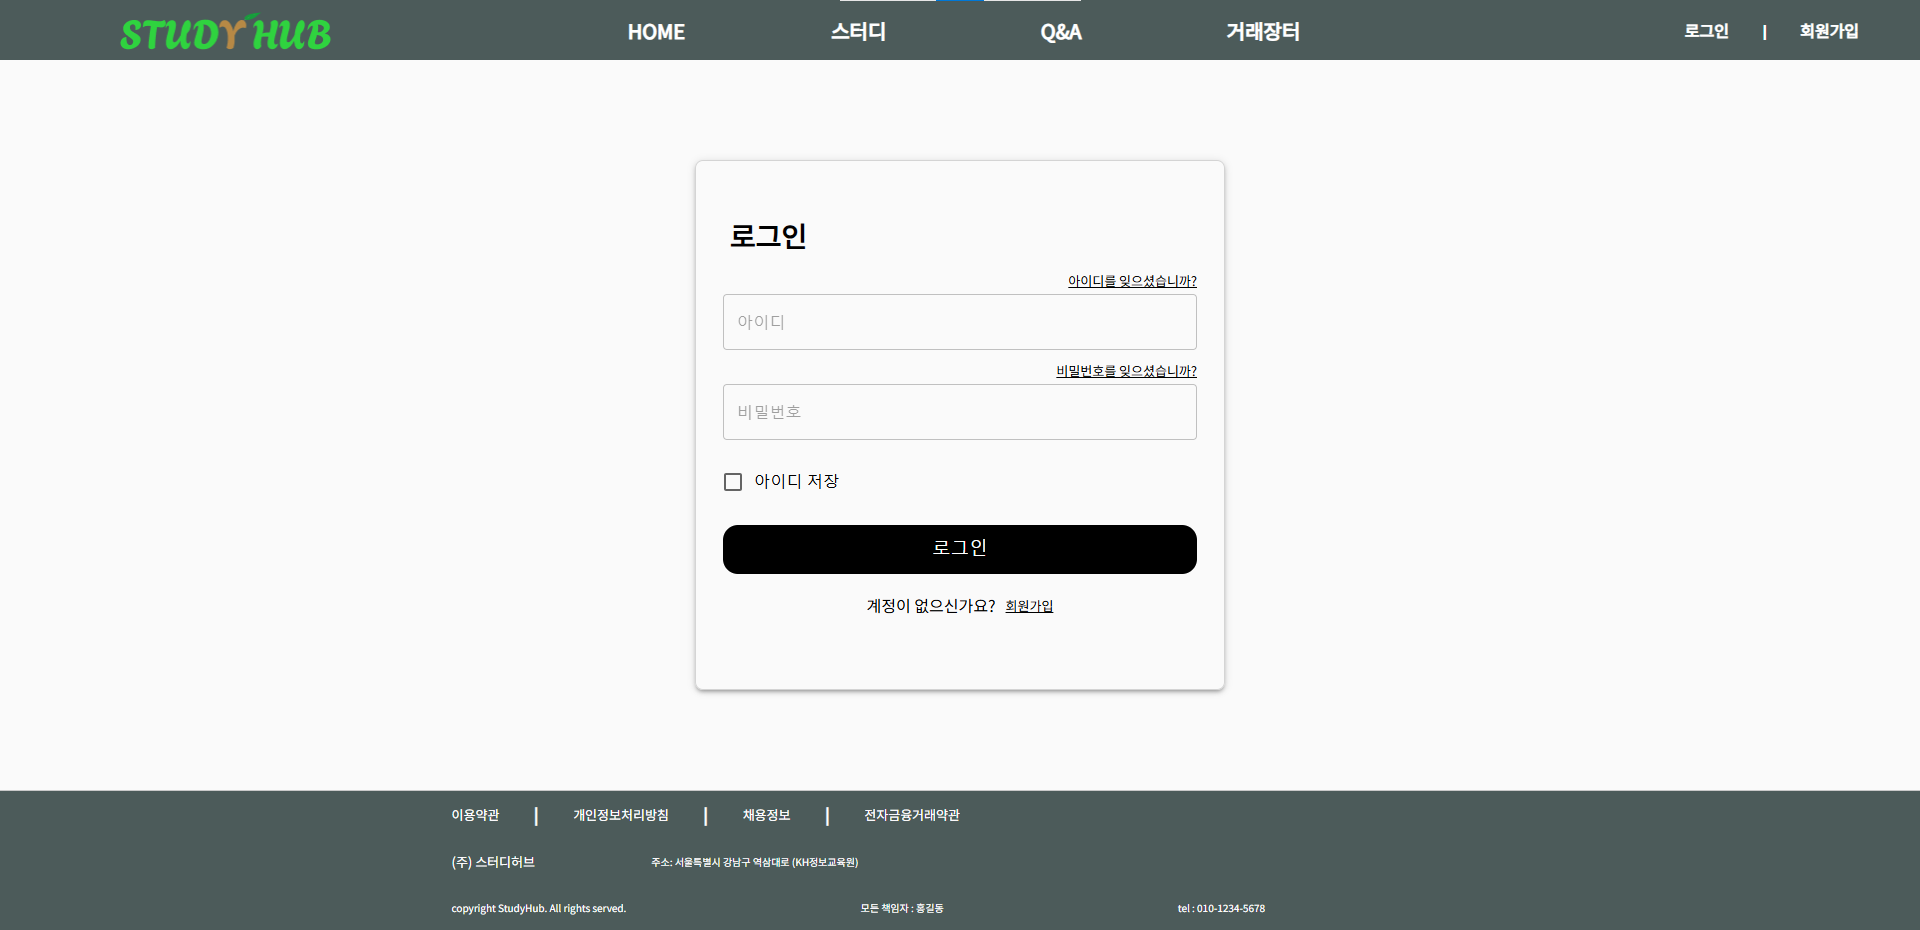 STUDYHUB HOME 스터디 Q&A 거래장터 로그인 | 회원가입
로그인
아이디를 잊으셨습니까?
아이디
비밀번호를 잊으셨습니까?
비밀번호
아이디 저장
로그인
계정이 없으신가요? 회원가입
이용약관 | 개인정보처리방침 | 채용정보 | 전자금융거래약관
(주) 스터디허브 주소: 서울특별시 강남구 역삼대로 (KH정보교육원)
copyright StudyHub. All rights served. 모든 책임자 : 홍길동 tel : 010-1234-5678